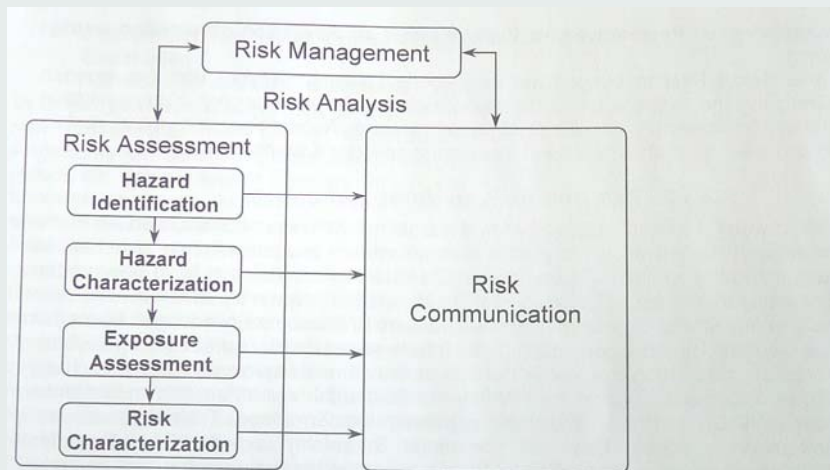 Risk Management
Risk Analysis
Risk Assessment
Hazard
Identification
Hazard
Characterization
Exposure
Assessment
Risk
Characterization
Risk
Communication